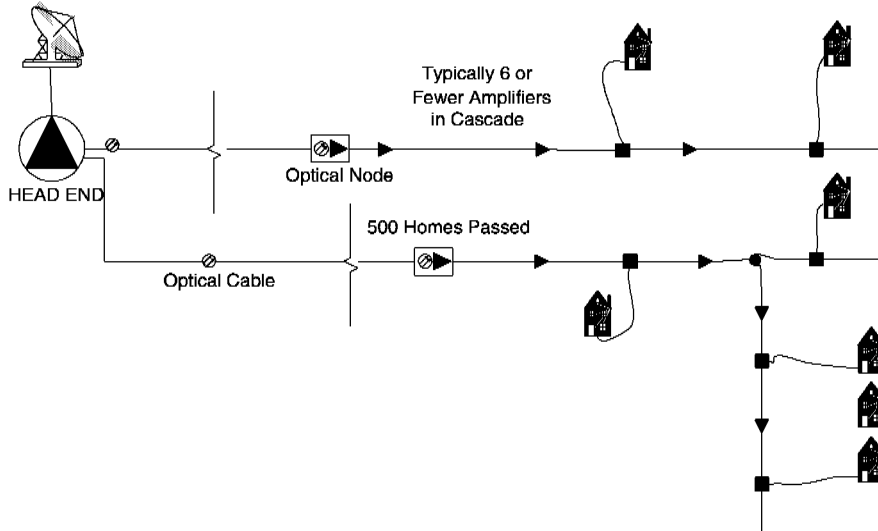 Typically 6 or
Fewer Amplifiers
in Cascade
Optical Node
HEAD END
500 Homes Passed
Optical Cable